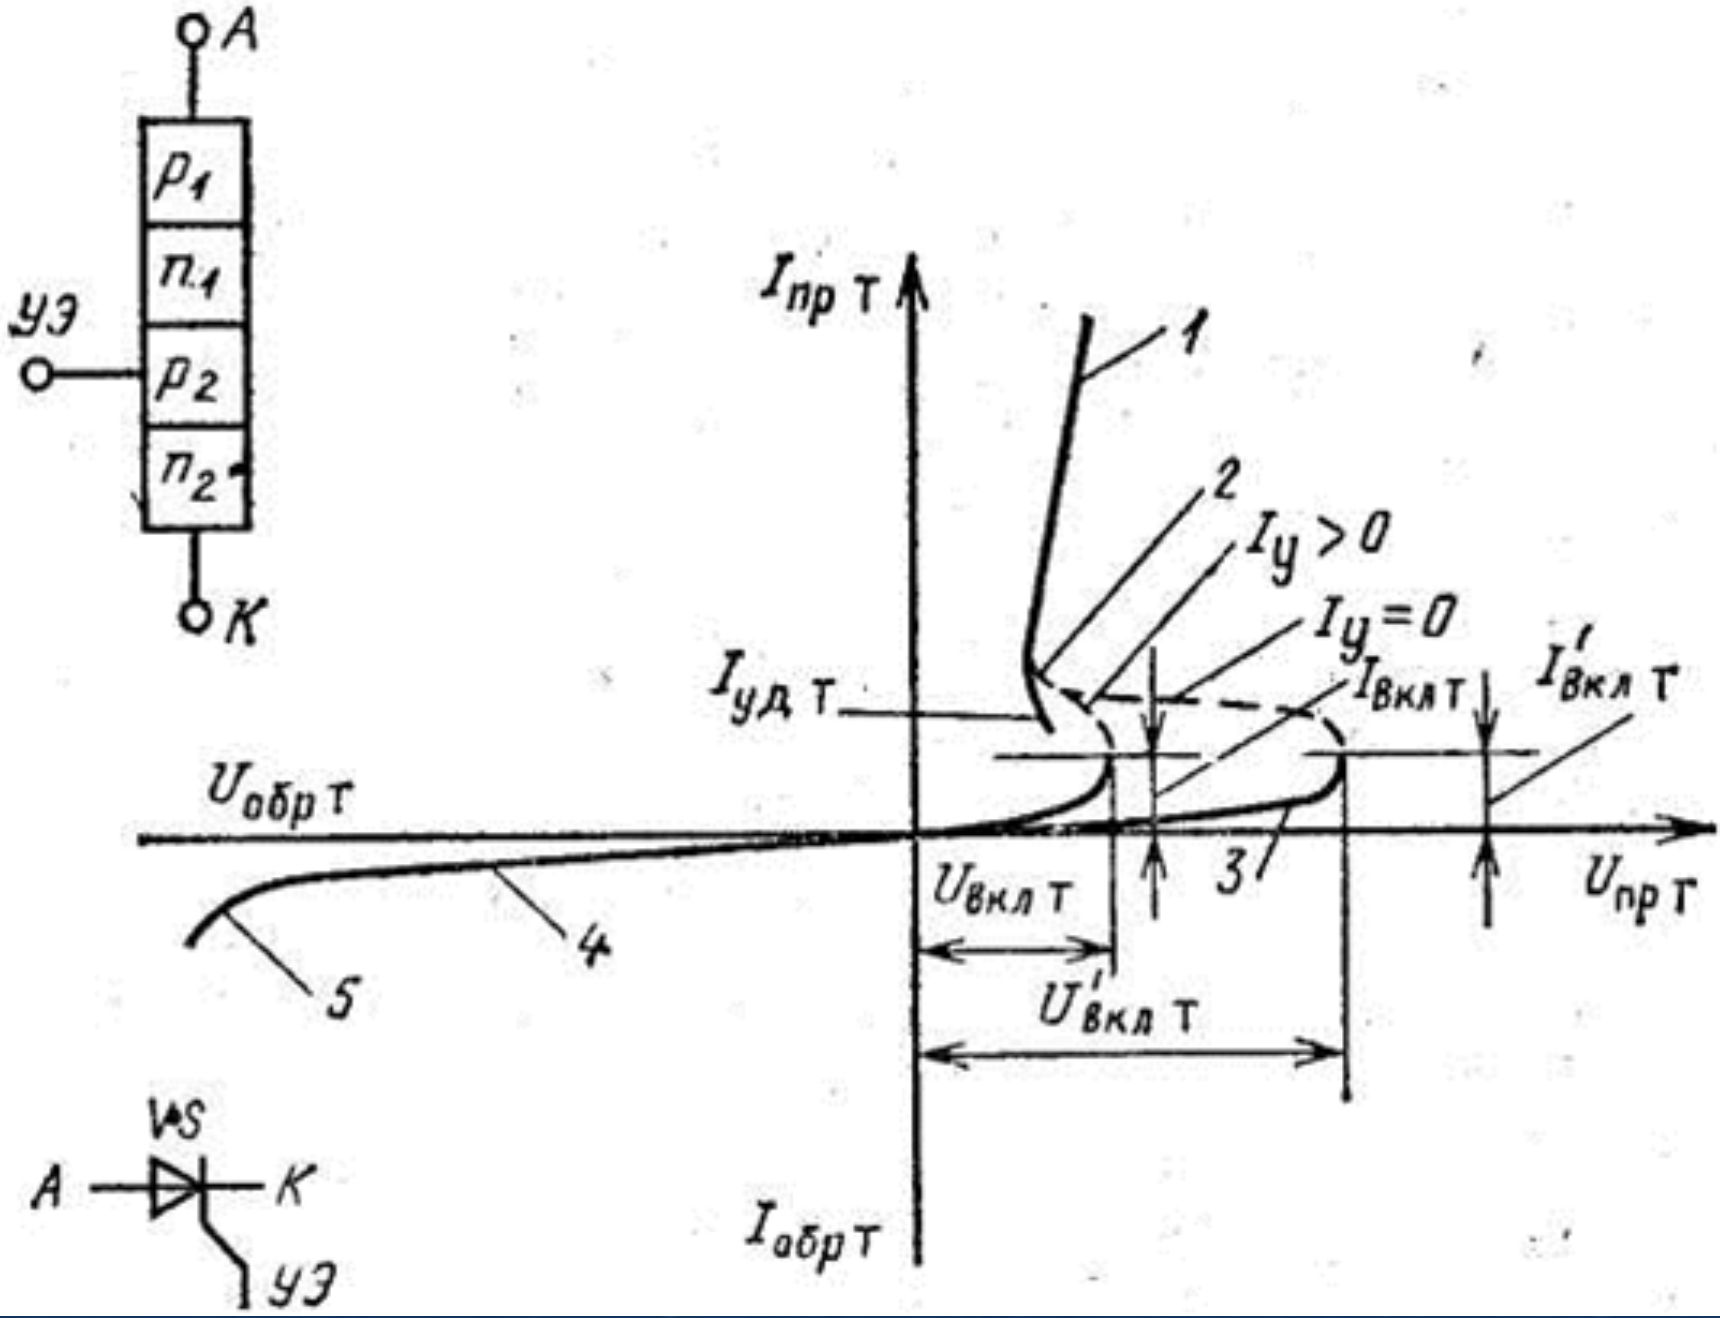 А
p1
n1
УЭ
p2
n2
К
Iпр Т
1
2
Iу > 0
Iу = 0
Iвкл Т
I'вкл Т
Iуд Т
Uобр Т
3
Uпр Т
Uвкл Т
4
5
U'вкл Т
VS
А
К
УЭ
Iобр Т